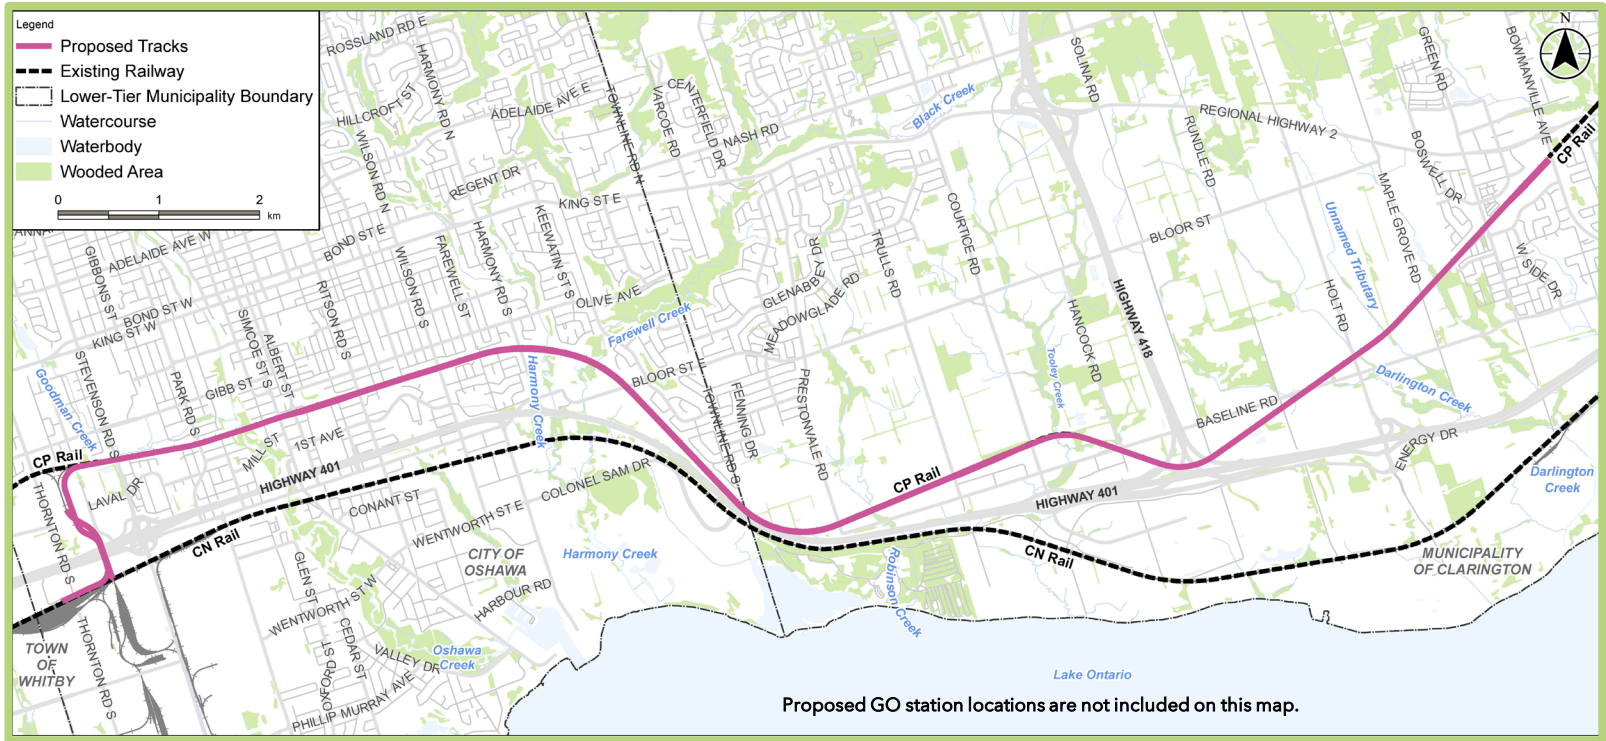 Legend
Proposed Tracks
Existing Railway
Lower-Tier Municipality Boundary
Watercourse
Waterbody
Wooded Area
0 1 2
km
N
ROSSLAND RD E
HARMONY RD N
HILLCROFT ST
ADELAIDE AVE E
WILSON RD N
TOWNLINE RD N
VARCOE RD
CENTERFIELD DR
NASH RD
Black Creek
SOLINA RD
REGIONAL HIGHWAY 2
RUNDLE RD
GREEN RD
BOWMANVILLE AVE
CP Rail
BOSWELL DR
MAPLE GROVE RD
REGENT DR
KING ST E
BOND ST E
ADELAIDE AVE W
GIBBONS ST
BOND ST W
KING ST W
WILSON RD S
FAREWELL ST
HARMONY RD S
KEEWATIN ST S
OLIVE AVE
Farewell Creek
GLENABBEY DR
MEADOWGLADE RD
TRULLS RD
COURTICE RD
BLOOR ST
Unnamed Tributary
W SIDE DR
HOLT RD
HIGHWAY 418
HANCOCK RD
Tooley Creek
RITSON RD S
SIMCOE ST S
ALBERT ST
STEVENSON RD S
PARK RD S
GIBB ST
Goodman Creek
Harmony Creek
BLOOR ST E
TOWNLINE RD S
FENNING DR
PRESTONVALE RD
Darlington Creek
BASELINE RD
ENERGY DR
Darlington
Creek
CP Rail
THORNTON RD S
LAVAL DR
MILL ST
1ST AVE
HIGHWAY 401
CONANT ST
WENTWORTH ST E
COLONEL SAM DR
CP Rail
HIGHWAY 401
CN Rail
CN Rail
CITY OF
OSHAWA
Harmony Creek
Robinson Creek
MUNICIPALITY
OF CLARINGTON
GLEN ST
WENTWORTH ST W
HARBOUR RD
CEDAR ST
OXFORD ST
VALLEY DR
PHILLIP MURRAY AVE
Oshawa
Creek
THORNTON RD S
TOWN
OF
WHITBY
Lake Ontario
Proposed GO station locations are not included on this map.